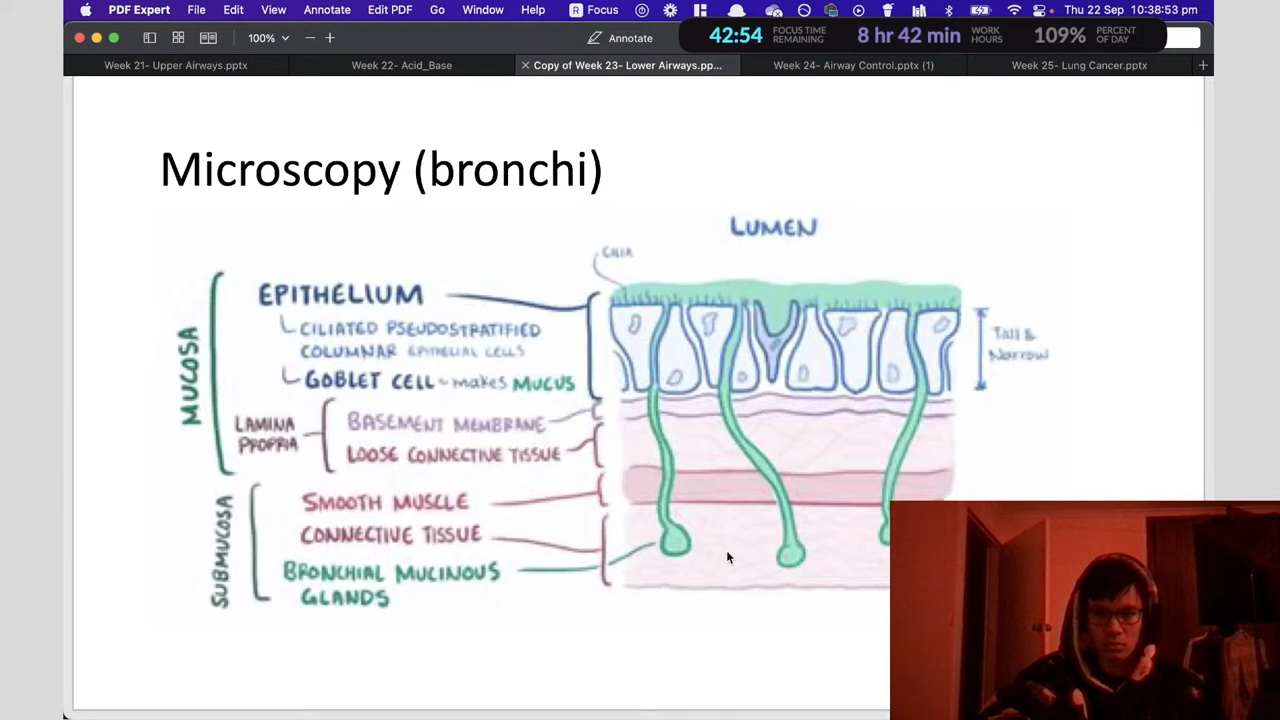 PDF Expert File Edit View Annotate Edit PDF Go Window Help R Focus Thu 22 Sep 10:38:53 pm
100% Annotate 42:54 FOCUS TIME REMAINING 8 hr 42 min WORK HOURS 109% PERCENT OF DAY
Week 21- Upper Airways.pptx Week 22- Acid_Base Copy of Week 23- Lower Airways.pp... Week 24- Airway Control.pptx (1) Week 25- Lung Cancer.pptx
Microscopy (bronchi)
LUMEN
CILIA
MUCOSA
EPITHELIUM
CILIATED PSEUDOSTRATIFIED
COLUMNAR EPITHELIAL CELLS
GOBLET CELL ~ makes MUCUS
Tall &
Narrow
LAMINA
PROPRIA
BASEMENT MEMBRANE
LOOSE CONNECTIVE TISSUE
SUBMUCOSA
SMOOTH MUSCLE
CONNECTIVE TISSUE
BRONCHIAL MUCINOUS
GLANDS